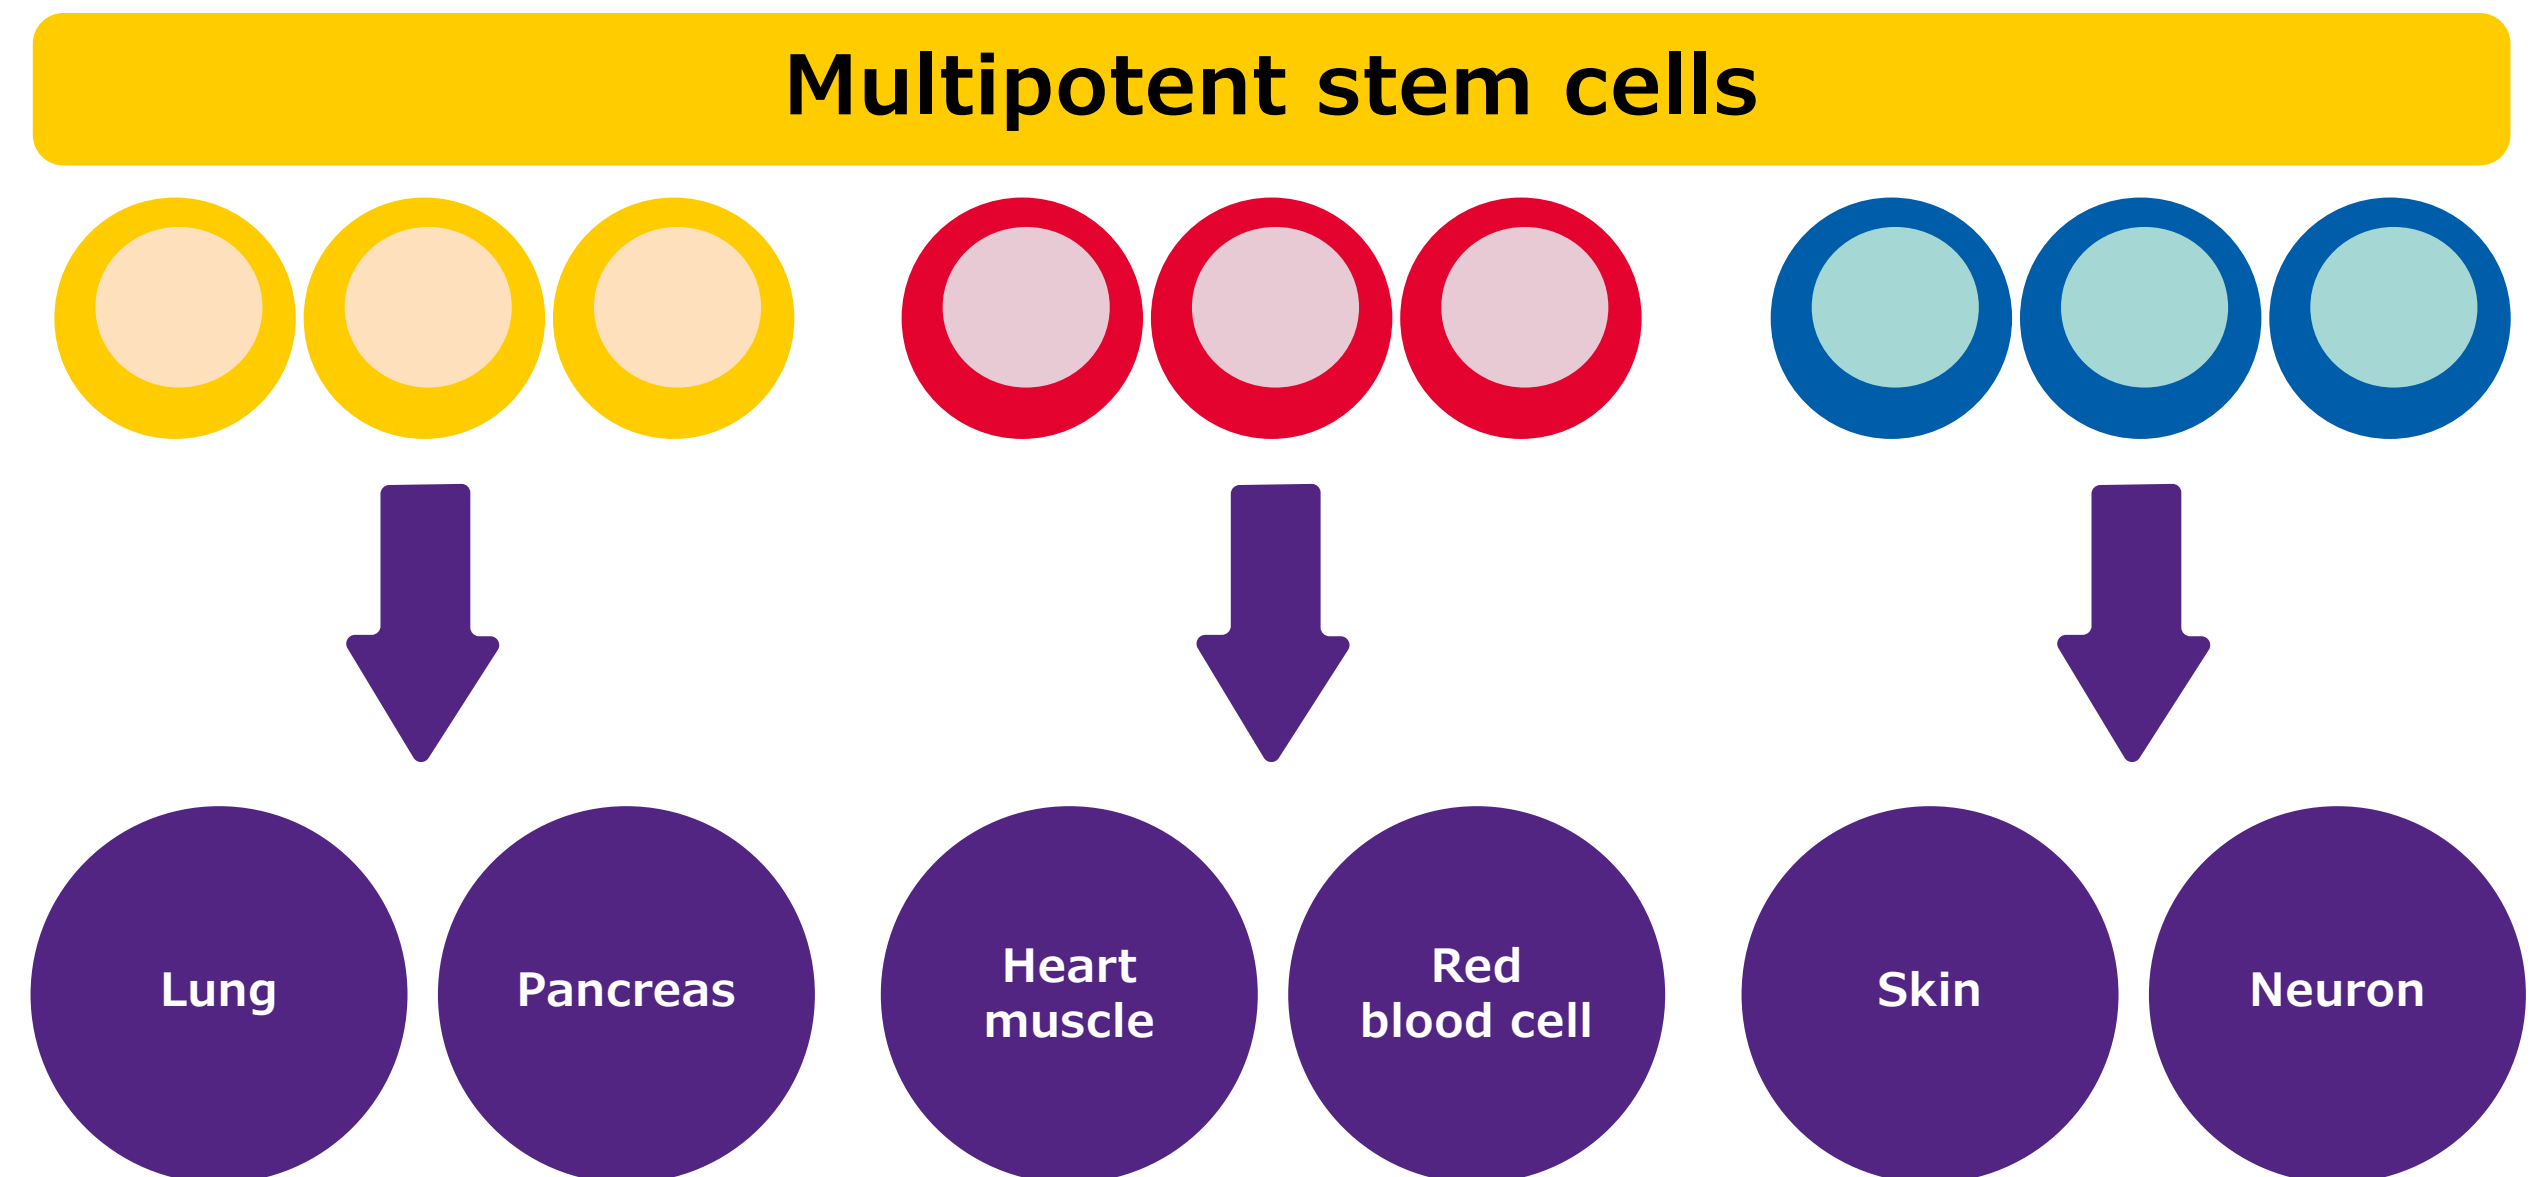 Multipotent stem cells
Lung
Pancreas
Heart
muscle
Red
blood cell
Skin
Neuron